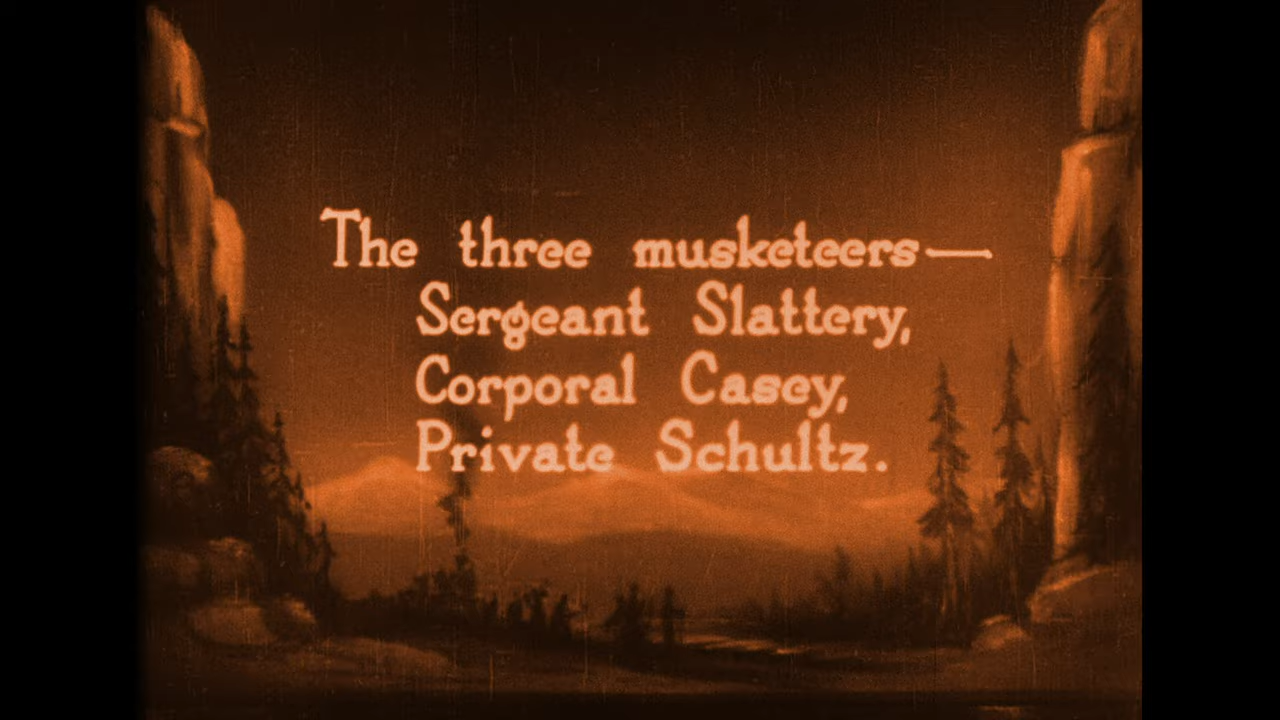 The three musketeers—
Sergeant Slattery,
Corporal Casey,
Private Schultz.